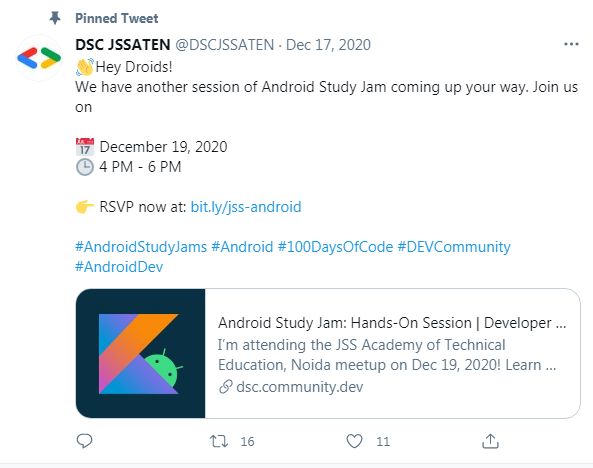 Pinned Tweet
DSC JSSATEN @DSCJSSATEN · Dec 17, 2020
👋Hey Droids!
We have another session of Android Study Jam coming up your way. Join us
on
📅 December 19, 2020
🕒 4 PM - 6 PM
👉 RSVP now at: bit.ly/jss-android
#AndroidStudyJams #Android #100DaysOfCode #DEVCommunity
#AndroidDev
Android Study Jam: Hands-On Session | Developer ...
I'm attending the JSS Academy of Technical
Education, Noida meetup on Dec 19, 2020! Learn ...
dsc.community.dev
16 11